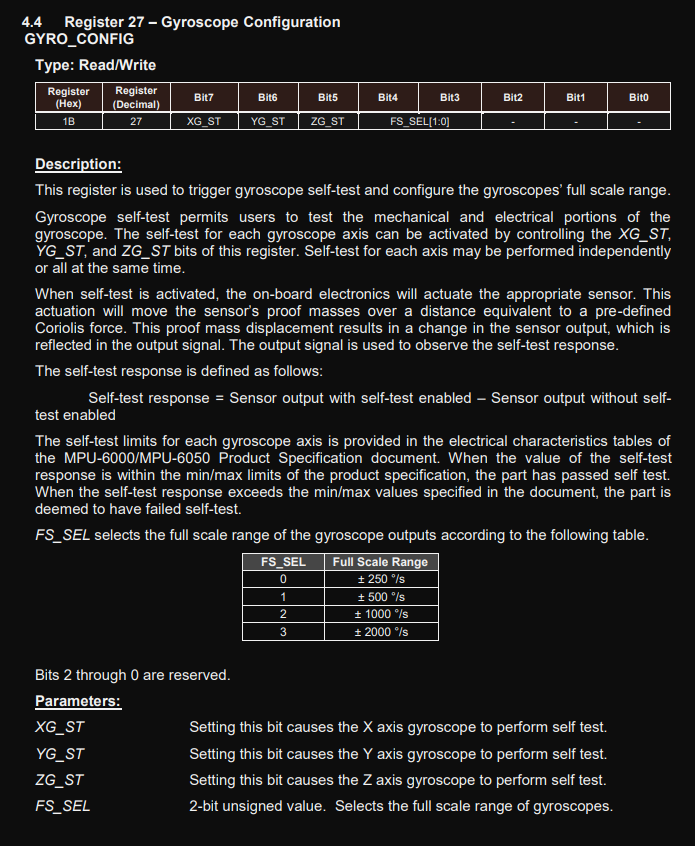 4.4 Register 27 – Gyroscope Configuration
GYRO_CONFIG
Type: Read/Write
Register (Hex) Register (Decimal) Bit7 Bit6 Bit5 Bit4 Bit3 Bit2 Bit1 Bit0
1B 27 XG_ST YG_ST ZG_ST FS_SEL[1:0] - - -
Description:
This register is used to trigger gyroscope self-test and configure the gyroscopes’ full scale range.
Gyroscope self-test permits users to test the mechanical and electrical portions of the
gyroscope. The self-test for each gyroscope axis can be activated by controlling the XG_ST,
YG_ST, and ZG_ST bits of this register. Self-test for each axis may be performed independently
or all at the same time.
When self-test is activated, the on-board electronics will actuate the appropriate sensor. This
actuation will move the sensor’s proof masses over a distance equivalent to a pre-defined
Coriolis force. This proof mass displacement results in a change in the sensor output, which is
reflected in the output signal. The output signal is used to observe the self-test response.
The self-test response is defined as follows:
Self-test response = Sensor output with self-test enabled – Sensor output without self-
test enabled
The self-test limits for each gyroscope axis is provided in the electrical characteristics tables of
the MPU-6000/MPU-6050 Product Specification document. When the value of the self-test
response is within the min/max limits of the product specification, the part has passed self test.
When the self-test response exceeds the min/max values specified in the document, the part is
deemed to have failed self-test.
FS_SEL selects the full scale range of the gyroscope outputs according to the following table.
FS_SEL Full Scale Range
0 ± 250 °/s
1 ± 500 °/s
2 ± 1000 °/s
3 ± 2000 °/s
Bits 2 through 0 are reserved.
Parameters:
XG_ST Setting this bit causes the X axis gyroscope to perform self test.
YG_ST Setting this bit causes the Y axis gyroscope to perform self test.
ZG_ST Setting this bit causes the Z axis gyroscope to perform self test.
FS_SEL 2-bit unsigned value. Selects the full scale range of gyroscopes.